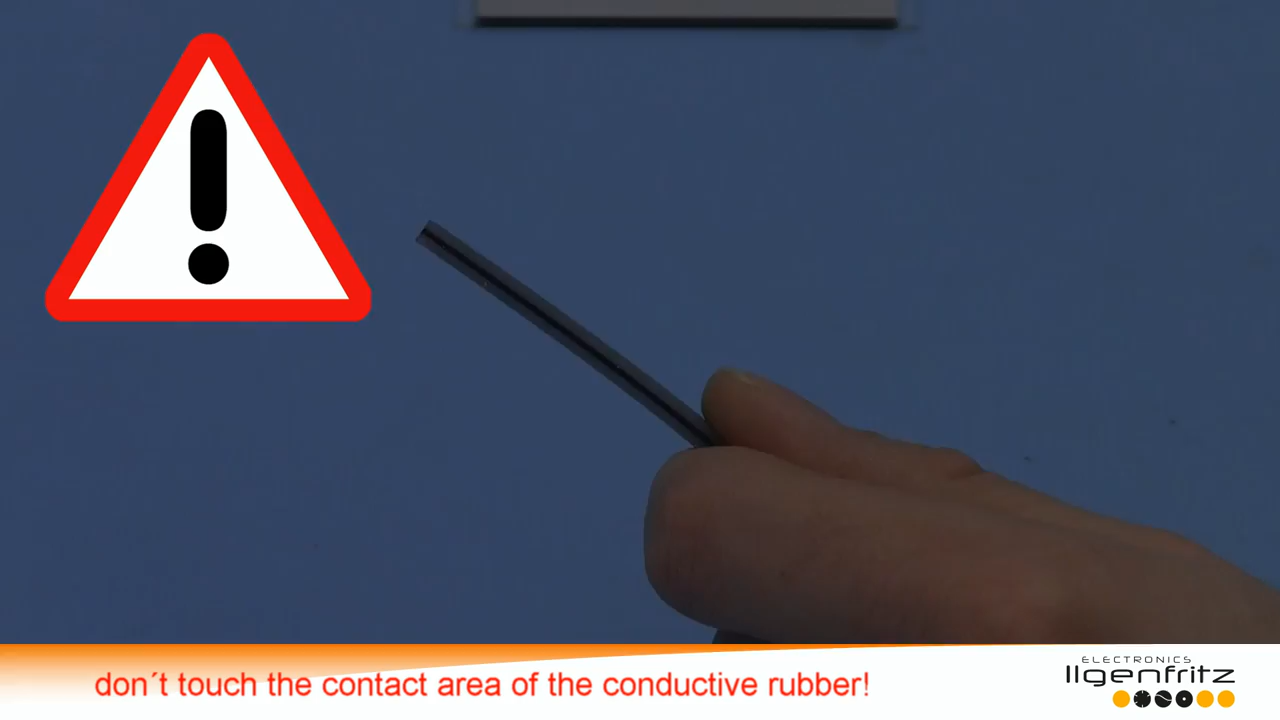 don´t touch the contact area of the conductive rubber!
ELECTRONICS
Ilgenfritz